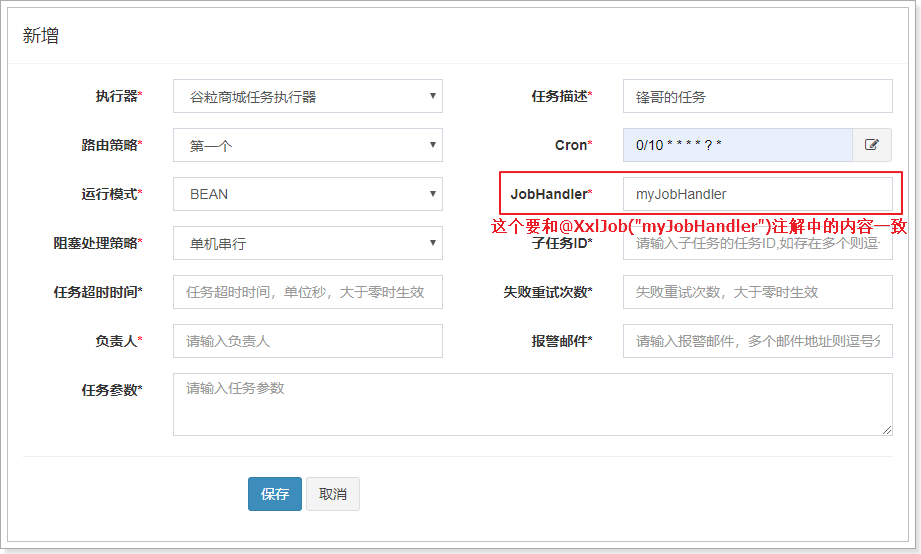 新增
执行器* 谷粒商城任务执行器 任务描述* 锋哥的任务
路由策略* 第一个 Cron* 0/10 * * * * ? *
运行模式* BEAN JobHandler* myJobHandler
这个要和@XxlJob("myJobHandler")注解中的内容一致
阻塞处理策略* 单机串行 子任务ID* 请输入子任务的任务ID,如存在多个则逗
任务超时时间* 任务超时时间，单位秒，大于零时生效 失败重试次数* 失败重试次数，大于零时生效
负责人* 请输入负责人 报警邮件* 请输入报警邮件，多个邮件地址则逗号分
任务参数* 请输入任务参数
保存 取消